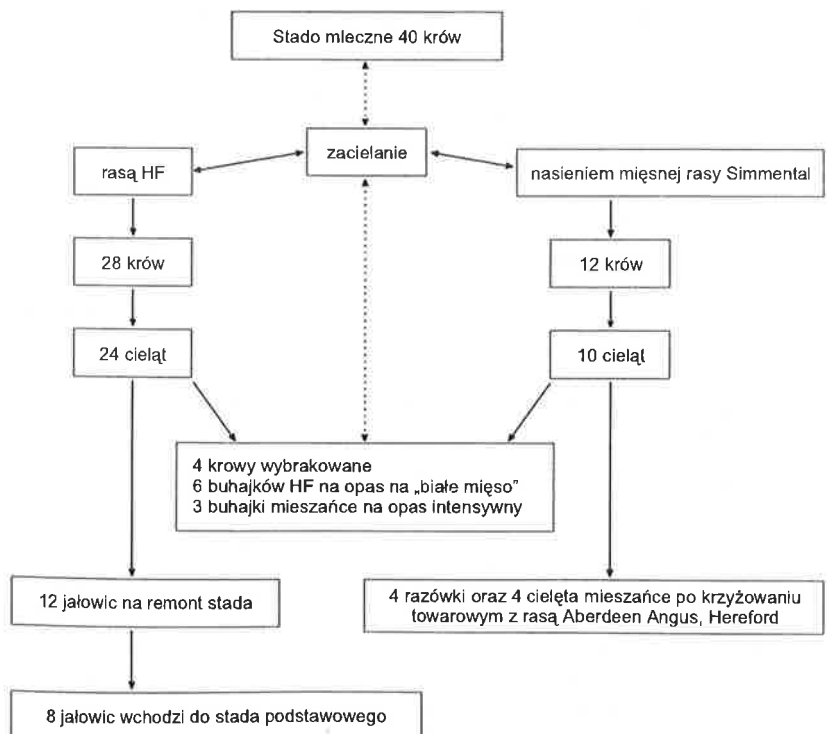 Stado mleczne 40 krów
zacielanie
rasą HF
nasieniem mięsnej rasy Simmental
28 krów
12 krów
24 cieląt
10 cieląt
4 krowy wybrakowane
6 buhajków HF na opas na „białe mięso”
3 buhajki mieszańce na opas intensywny
12 jałowic na remont stada
4 razówki oraz 4 cielęta mieszańce po krzyżowaniu
towarowym z rasą Aberdeen Angus, Hereford
8 jałowic wchodzi do stada podstawowego